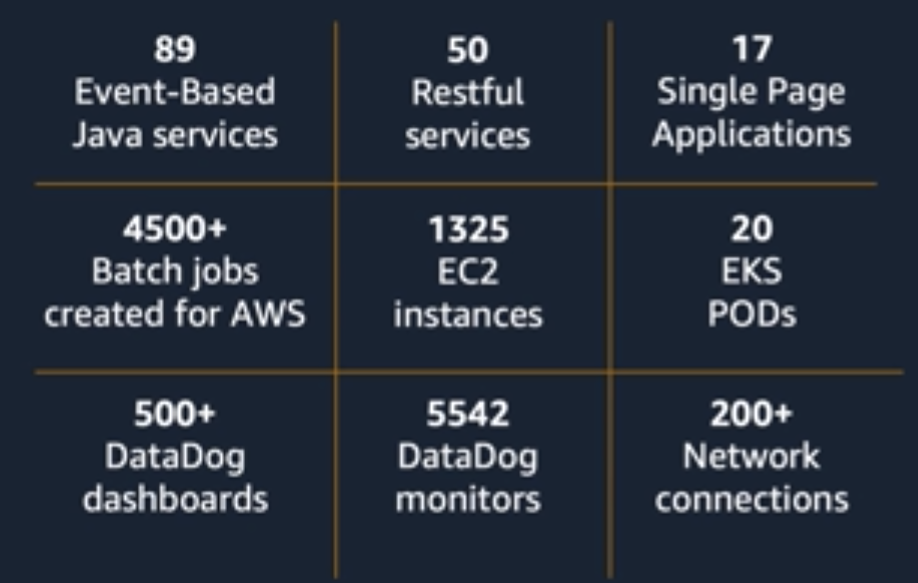 89
Event-Based
Java services
50
Restful
services
17
Single Page
Applications
4500+
Batch jobs
created for AWS
1325
EC2
instances
20
EKS
PODs
500+
DataDog
dashboards
5542
DataDog
monitors
200+
Network
connections